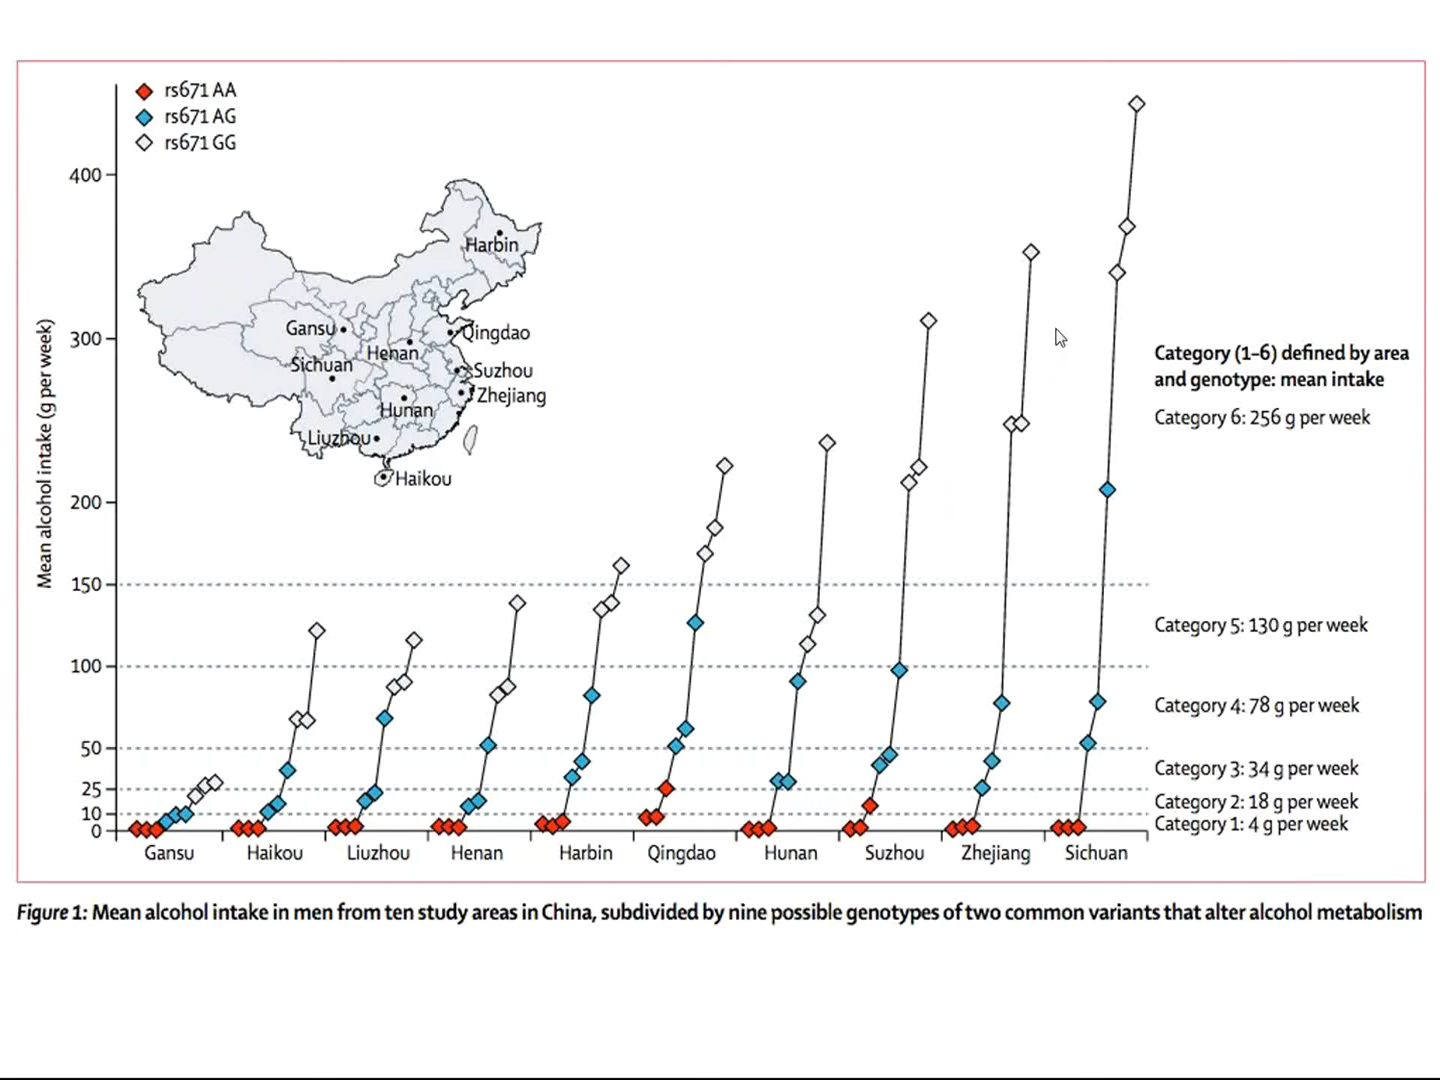 rs671 AA
rs671 AG
rs671 GG
400
300
200
150
100
50
25
10
0
Mean alcohol intake (g per week)
Harbin
Gansu
Qingdao
Henan
Sichuan
Suzhou
Zhejiang
Hunan
Liuzhou
Haikou
Category (1–6) defined by area
and genotype: mean intake
Category 6: 256 g per week
Category 5: 130 g per week
Category 4: 78 g per week
Category 3: 34 g per week
Category 2: 18 g per week
Category 1: 4 g per week
Gansu Haikou Liuzhou Henan Harbin Qingdao Hunan Suzhou Zhejiang Sichuan
Figure 1: Mean alcohol intake in men from ten study areas in China, subdivided by nine possible genotypes of two common variants that alter alcohol metabolism